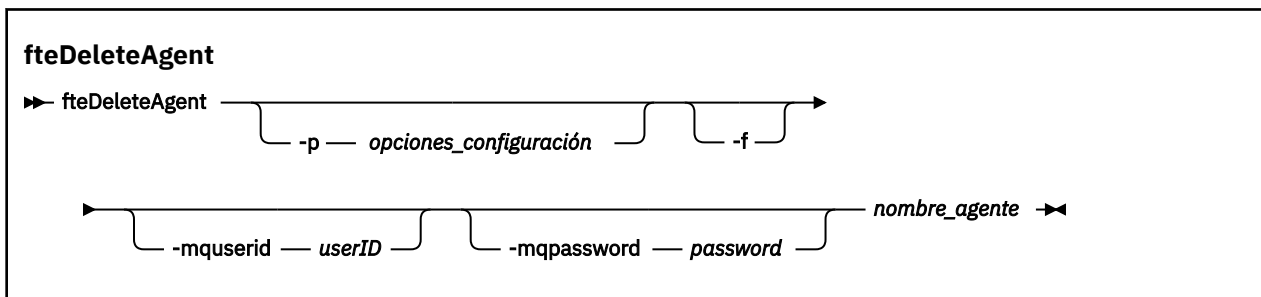 fteDeleteAgent
fteDeleteAgent
-p opciones_configuración -f
nombre_agente
-mquserid userID -mqpassword password